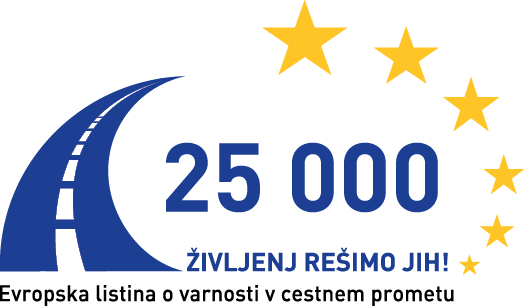 25 000
ŽIVLJENJ REŠIMO JIH!
Evropska listina o varnosti v cestnem prometu